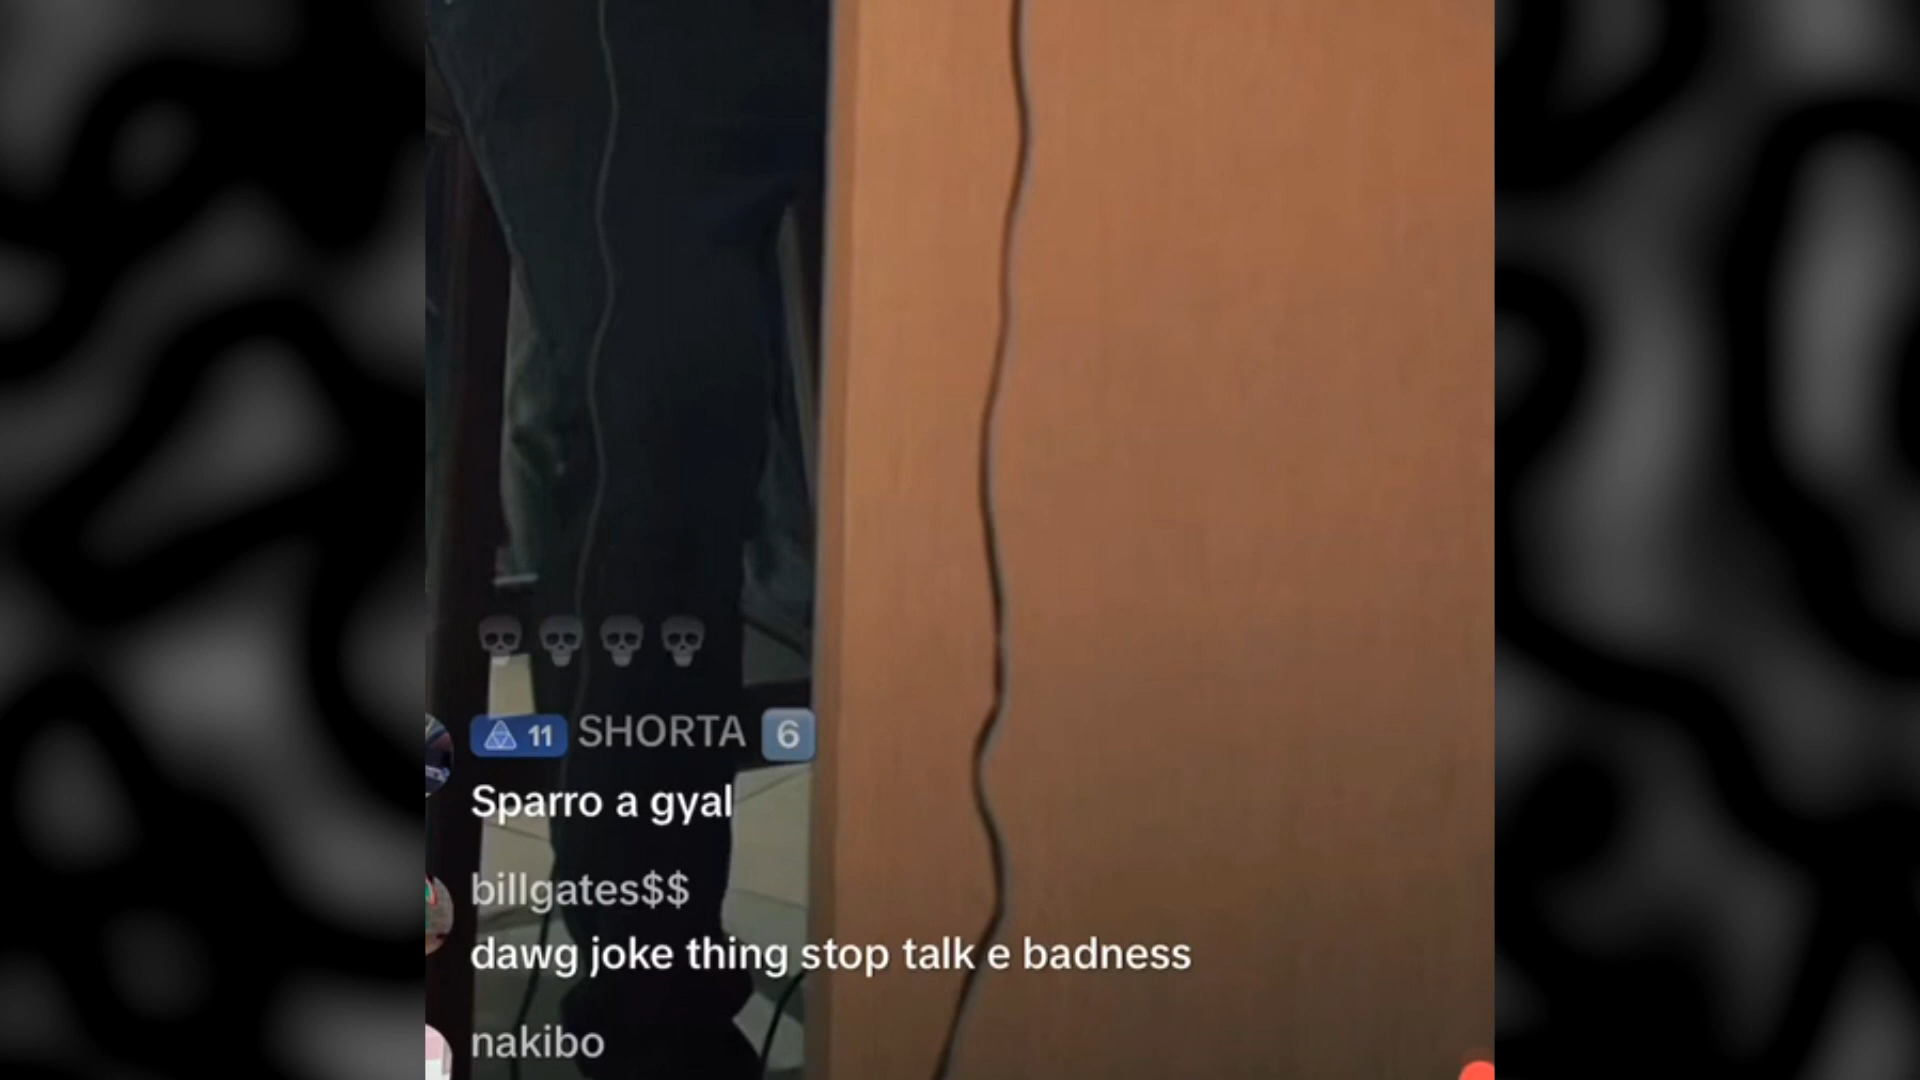 💀 💀 💀 💀
11 SHORTA 6
Sparro a gyal
billgates$$
dawg joke thing stop talk e badness
nakibo